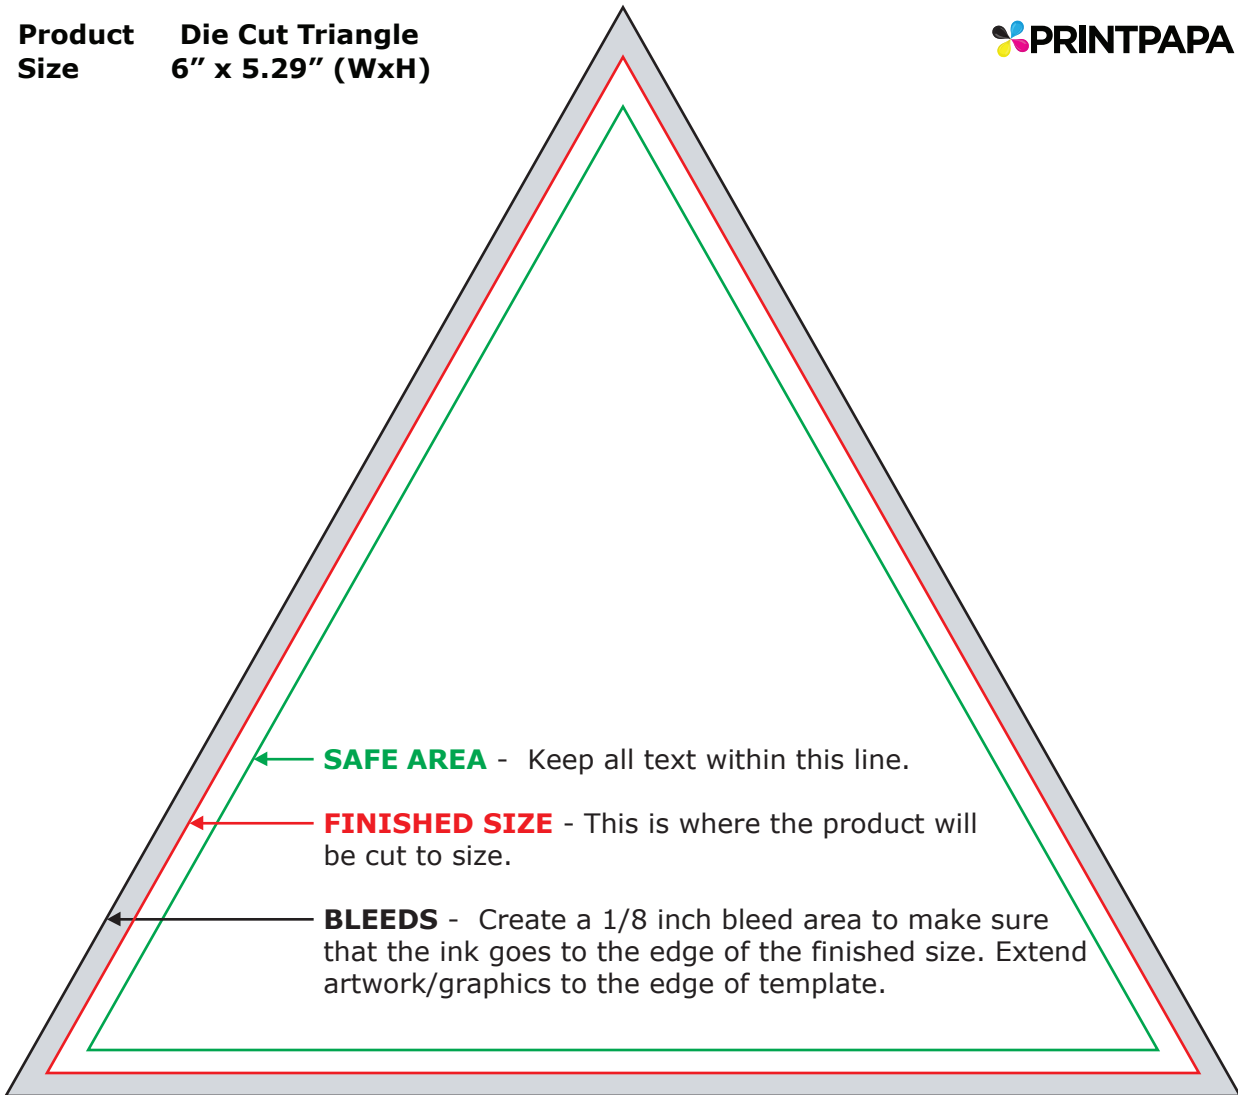 Product Die Cut Triangle
Size 6” x 5.29” (WxH)
PRINTPAPA
SAFE AREA - Keep all text within this line.
FINISHED SIZE - This is where the product will
be cut to size.
BLEEDS - Create a 1/8 inch bleed area to make sure
that the ink goes to the edge of the finished size. Extend
artwork/graphics to the edge of template.